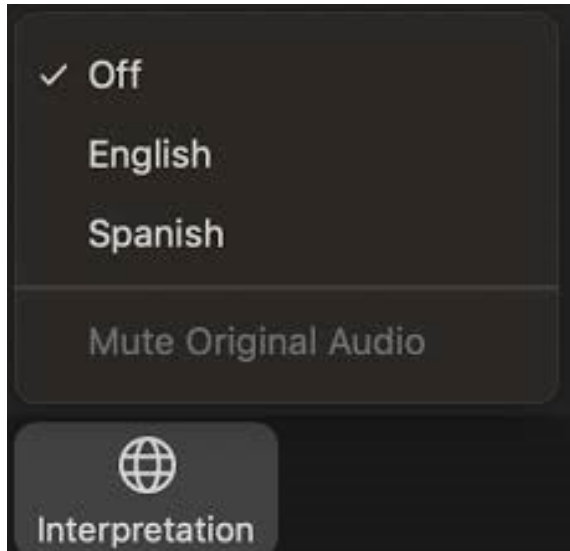 Off
English
Spanish
Mute Original Audio
Interpretation